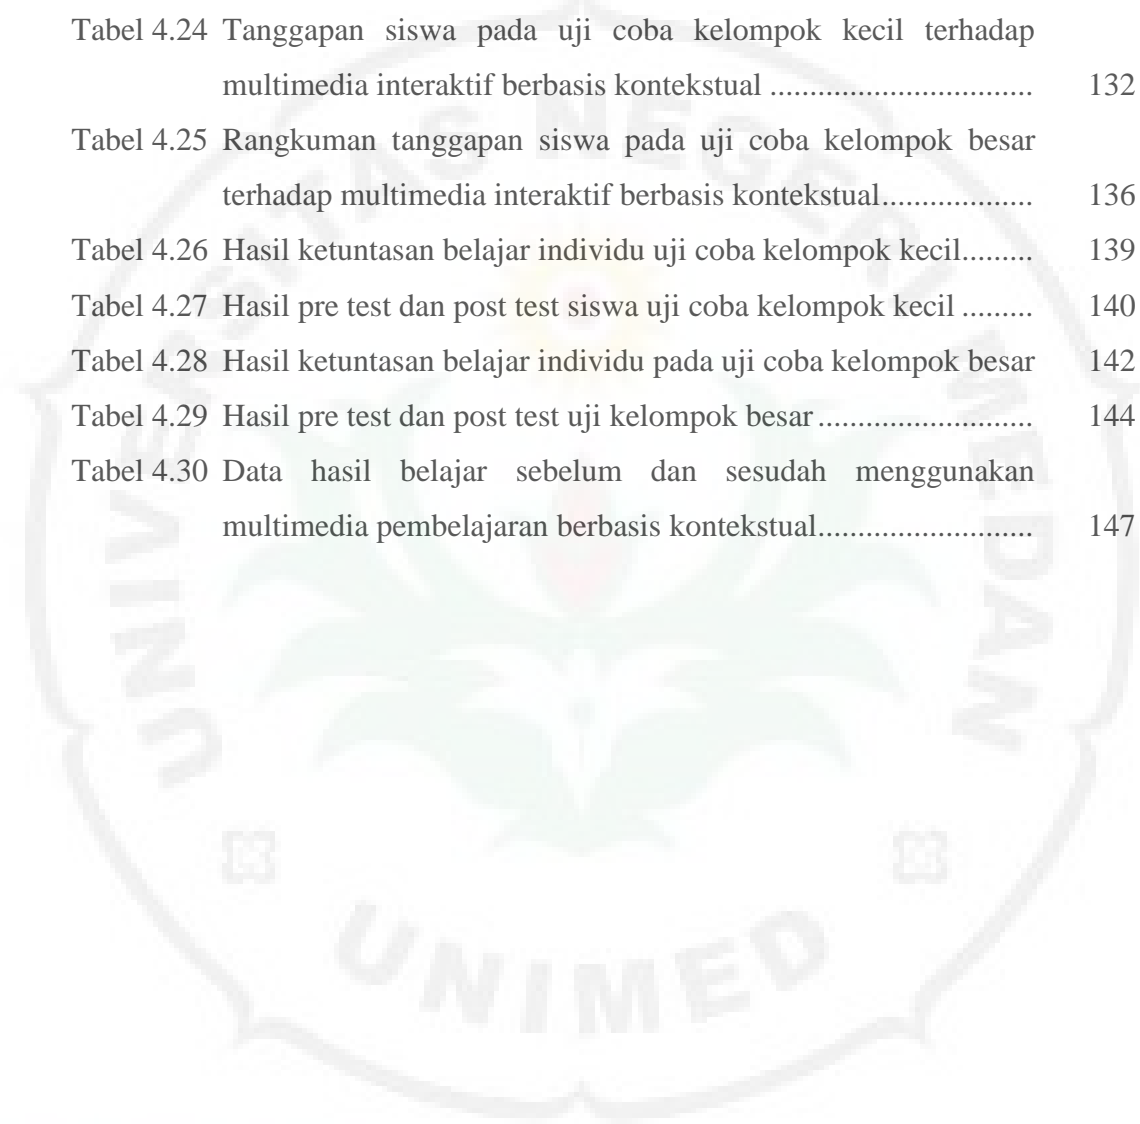 Tabel 4.24 Tanggapan siswa pada uji coba kelompok kecil terhadap
multimedia interaktif berbasis kontekstual ................................ 132
Tabel 4.25 Rangkuman tanggapan siswa pada uji coba kelompok besar
terhadap multimedia interaktif berbasis kontekstual................... 136
Tabel 4.26 Hasil ketuntasan belajar individu uji coba kelompok kecil......... 139
Tabel 4.27 Hasil pre test dan post test siswa uji coba kelompok kecil ......... 140
Tabel 4.28 Hasil ketuntasan belajar individu pada uji coba kelompok besar 142
Tabel 4.29 Hasil pre test dan post test uji kelompok besar ........................... 144
Tabel 4.30 Data hasil belajar sebelum dan sesudah menggunakan
multimedia pembelajaran berbasis kontekstual........................... 147
UNIVERSITAS NEGERI MEDAN
UNIMED